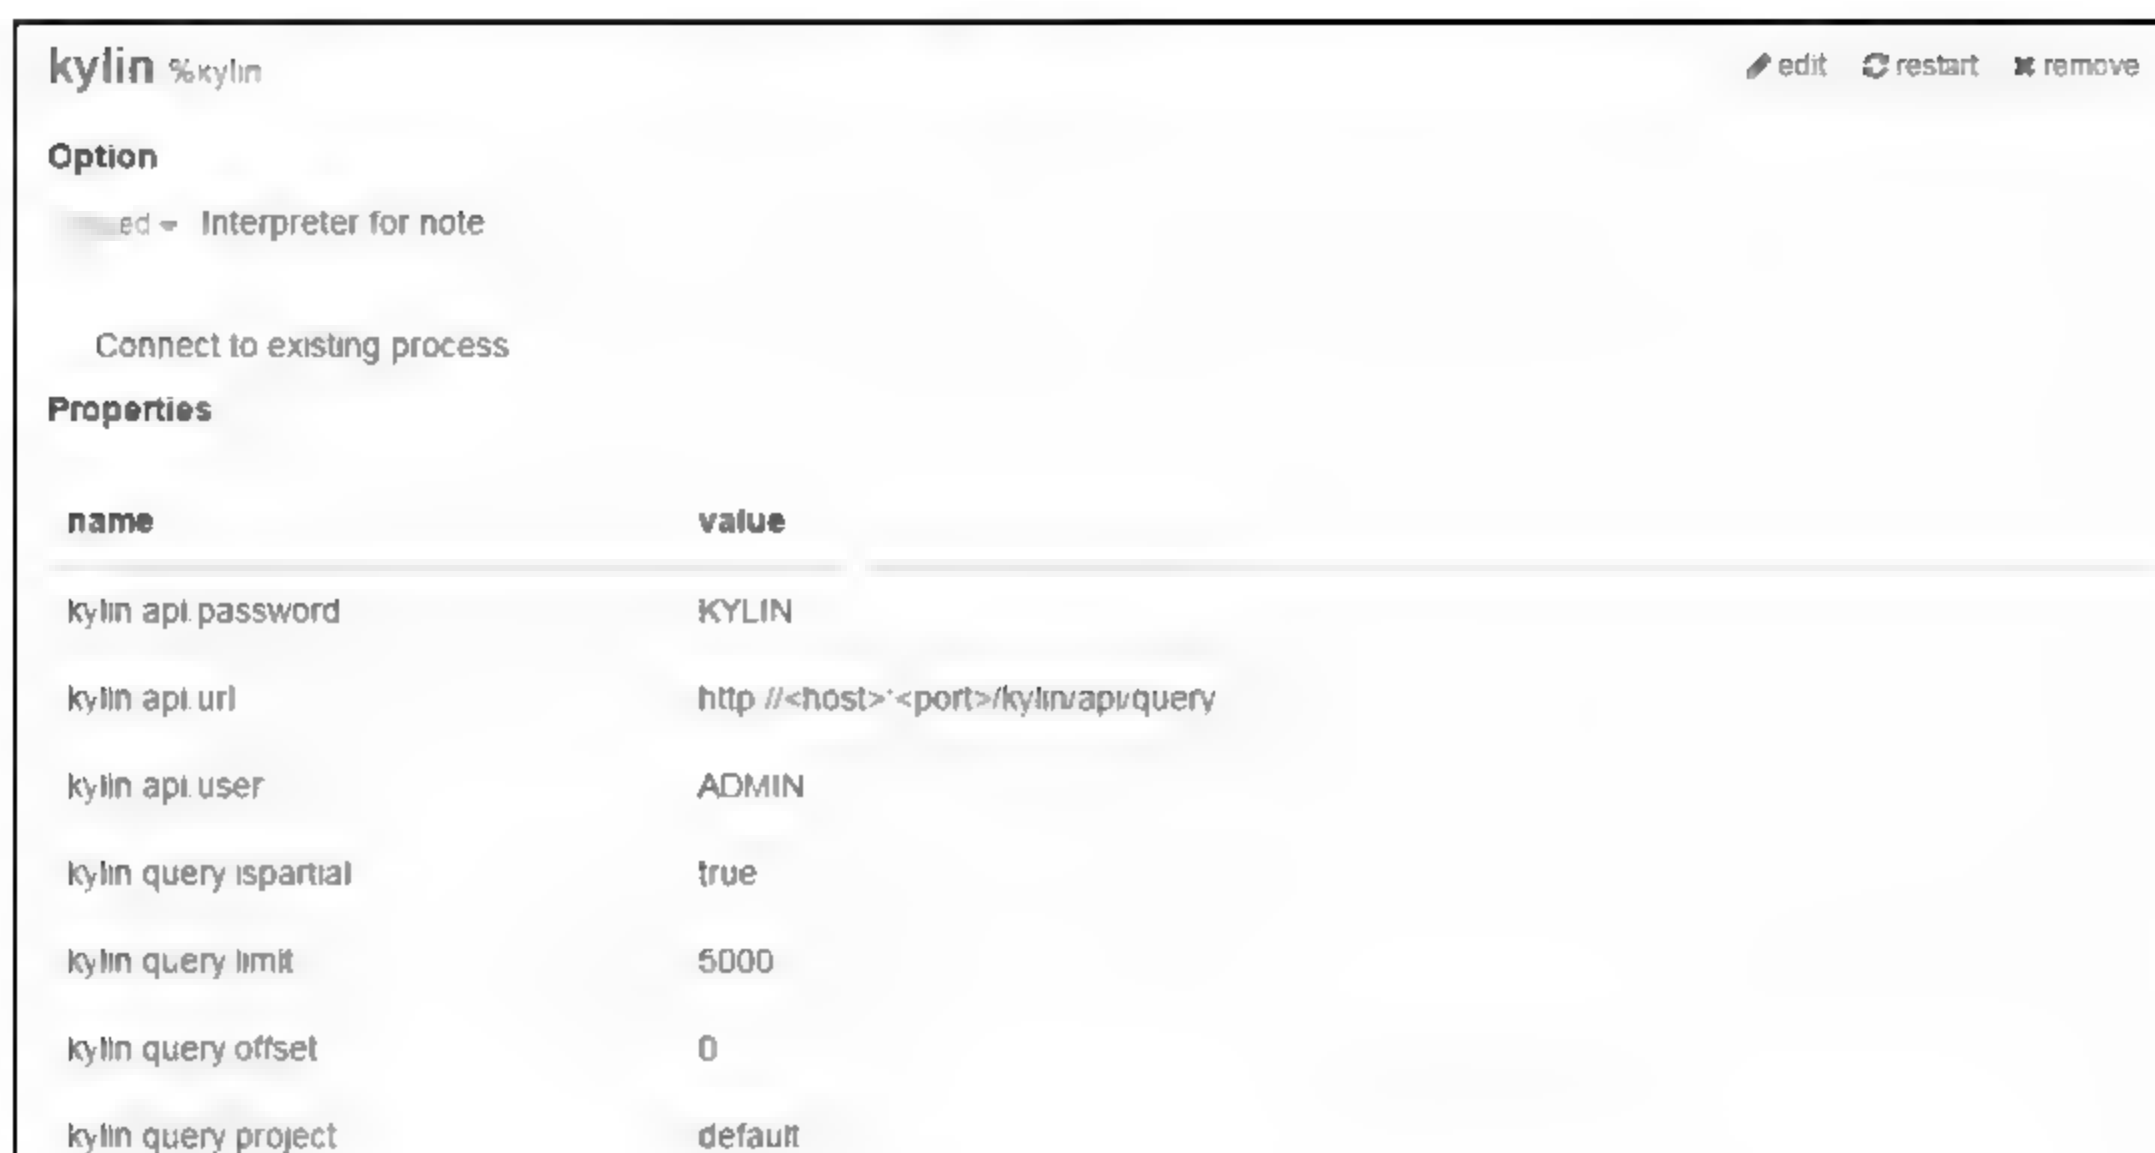 kylin %kylin edit restart remove
Option
Interpreter for note
Connect to existing process
Properties
name value
kylin api.password KYLIN
kylin api.url http://<host>:<port>/kylin/api/query
kylin api.user ADMIN
kylin query ispartial true
kylin query limit 5000
kylin query offset 0
kylin query project default